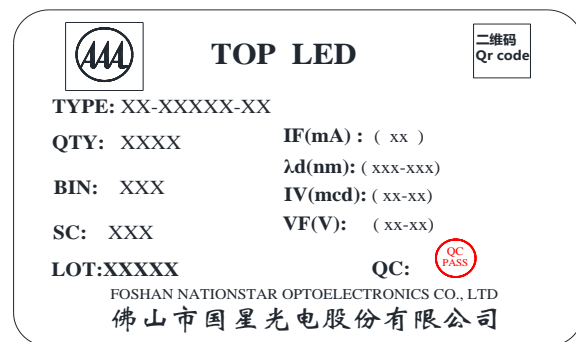 AAA
TOP LED
二维码
Qr code
TYPE: XX-XXXXX-XX
QTY: XXXX
IF(mA) : ( xx )
λd(nm): ( xxx-xxx)
BIN: XXX
IV(mcd): ( xx-xx)
VF(V): ( xx-xx)
SC: XXX
LOT:XXXXX
QC:
QC
PASS
FOSHAN NATIONSTAR OPTOELECTRONICS CO., LTD
佛山市国星光电股份有限公司